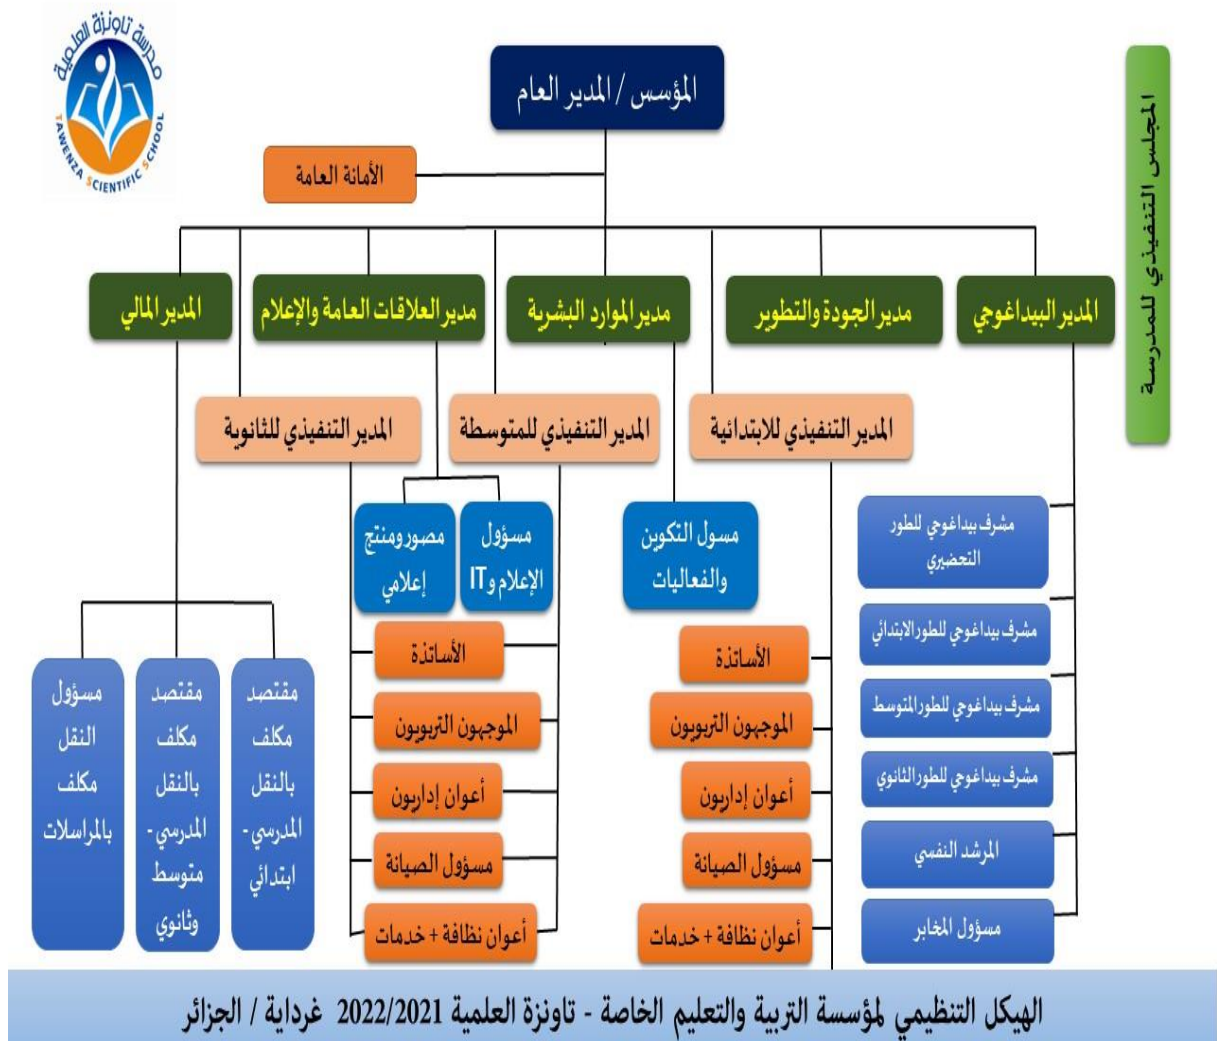 مدرسة تاونزة العلمية
TAWENZA SCIENTIFIC SCHOOL
المؤسس / المدير العام
المجلس التنفيذي للمدرسة
الأمانة العامة
المدير البيداغوجي
مدير الجودة والتطوير
مدير الموارد البشرية
مدير العلاقات العامة والإعلام
المدير المالي
المدير التنفيذي للابتدائية
المدير التنفيذي للمتوسطة
المدير التنفيذي للثانوية
مشرف بيداغوجي للطور
التحضيري
مشرف بيداغوجي للطور الابتدائي
مشرف بيداغوجي للطور المتوسط
مشرف بيداغوجي للطور الثانوي
المرشد النفسي
مسؤول المخابر
مسول التكوين
والفعاليات
مسؤول
الإعلام و IT
مصور ومنتج
إعلامي
الأساتذة
الموجهون التربويون
أعوان إداريون
مسؤول الصيانة
أعوان نظافة + خدمات
الأساتذة
الموجهون التربويون
أعوان إداريون
مسؤول الصيانة
أعوان نظافة + خدمات
مقتصد
مكلف
بالنقل
المدرسي -
ابتدائي
مقتصد
مكلف
بالنقل
المدرسي -
متوسط
وثانوي
مسؤول
النقل
مكلف
بالمراسلات
الهيكل التنظيمي لمؤسسة التربية والتعليم الخاصة - تاونزة العلمية 2022/2021 غرداية / الجزائر